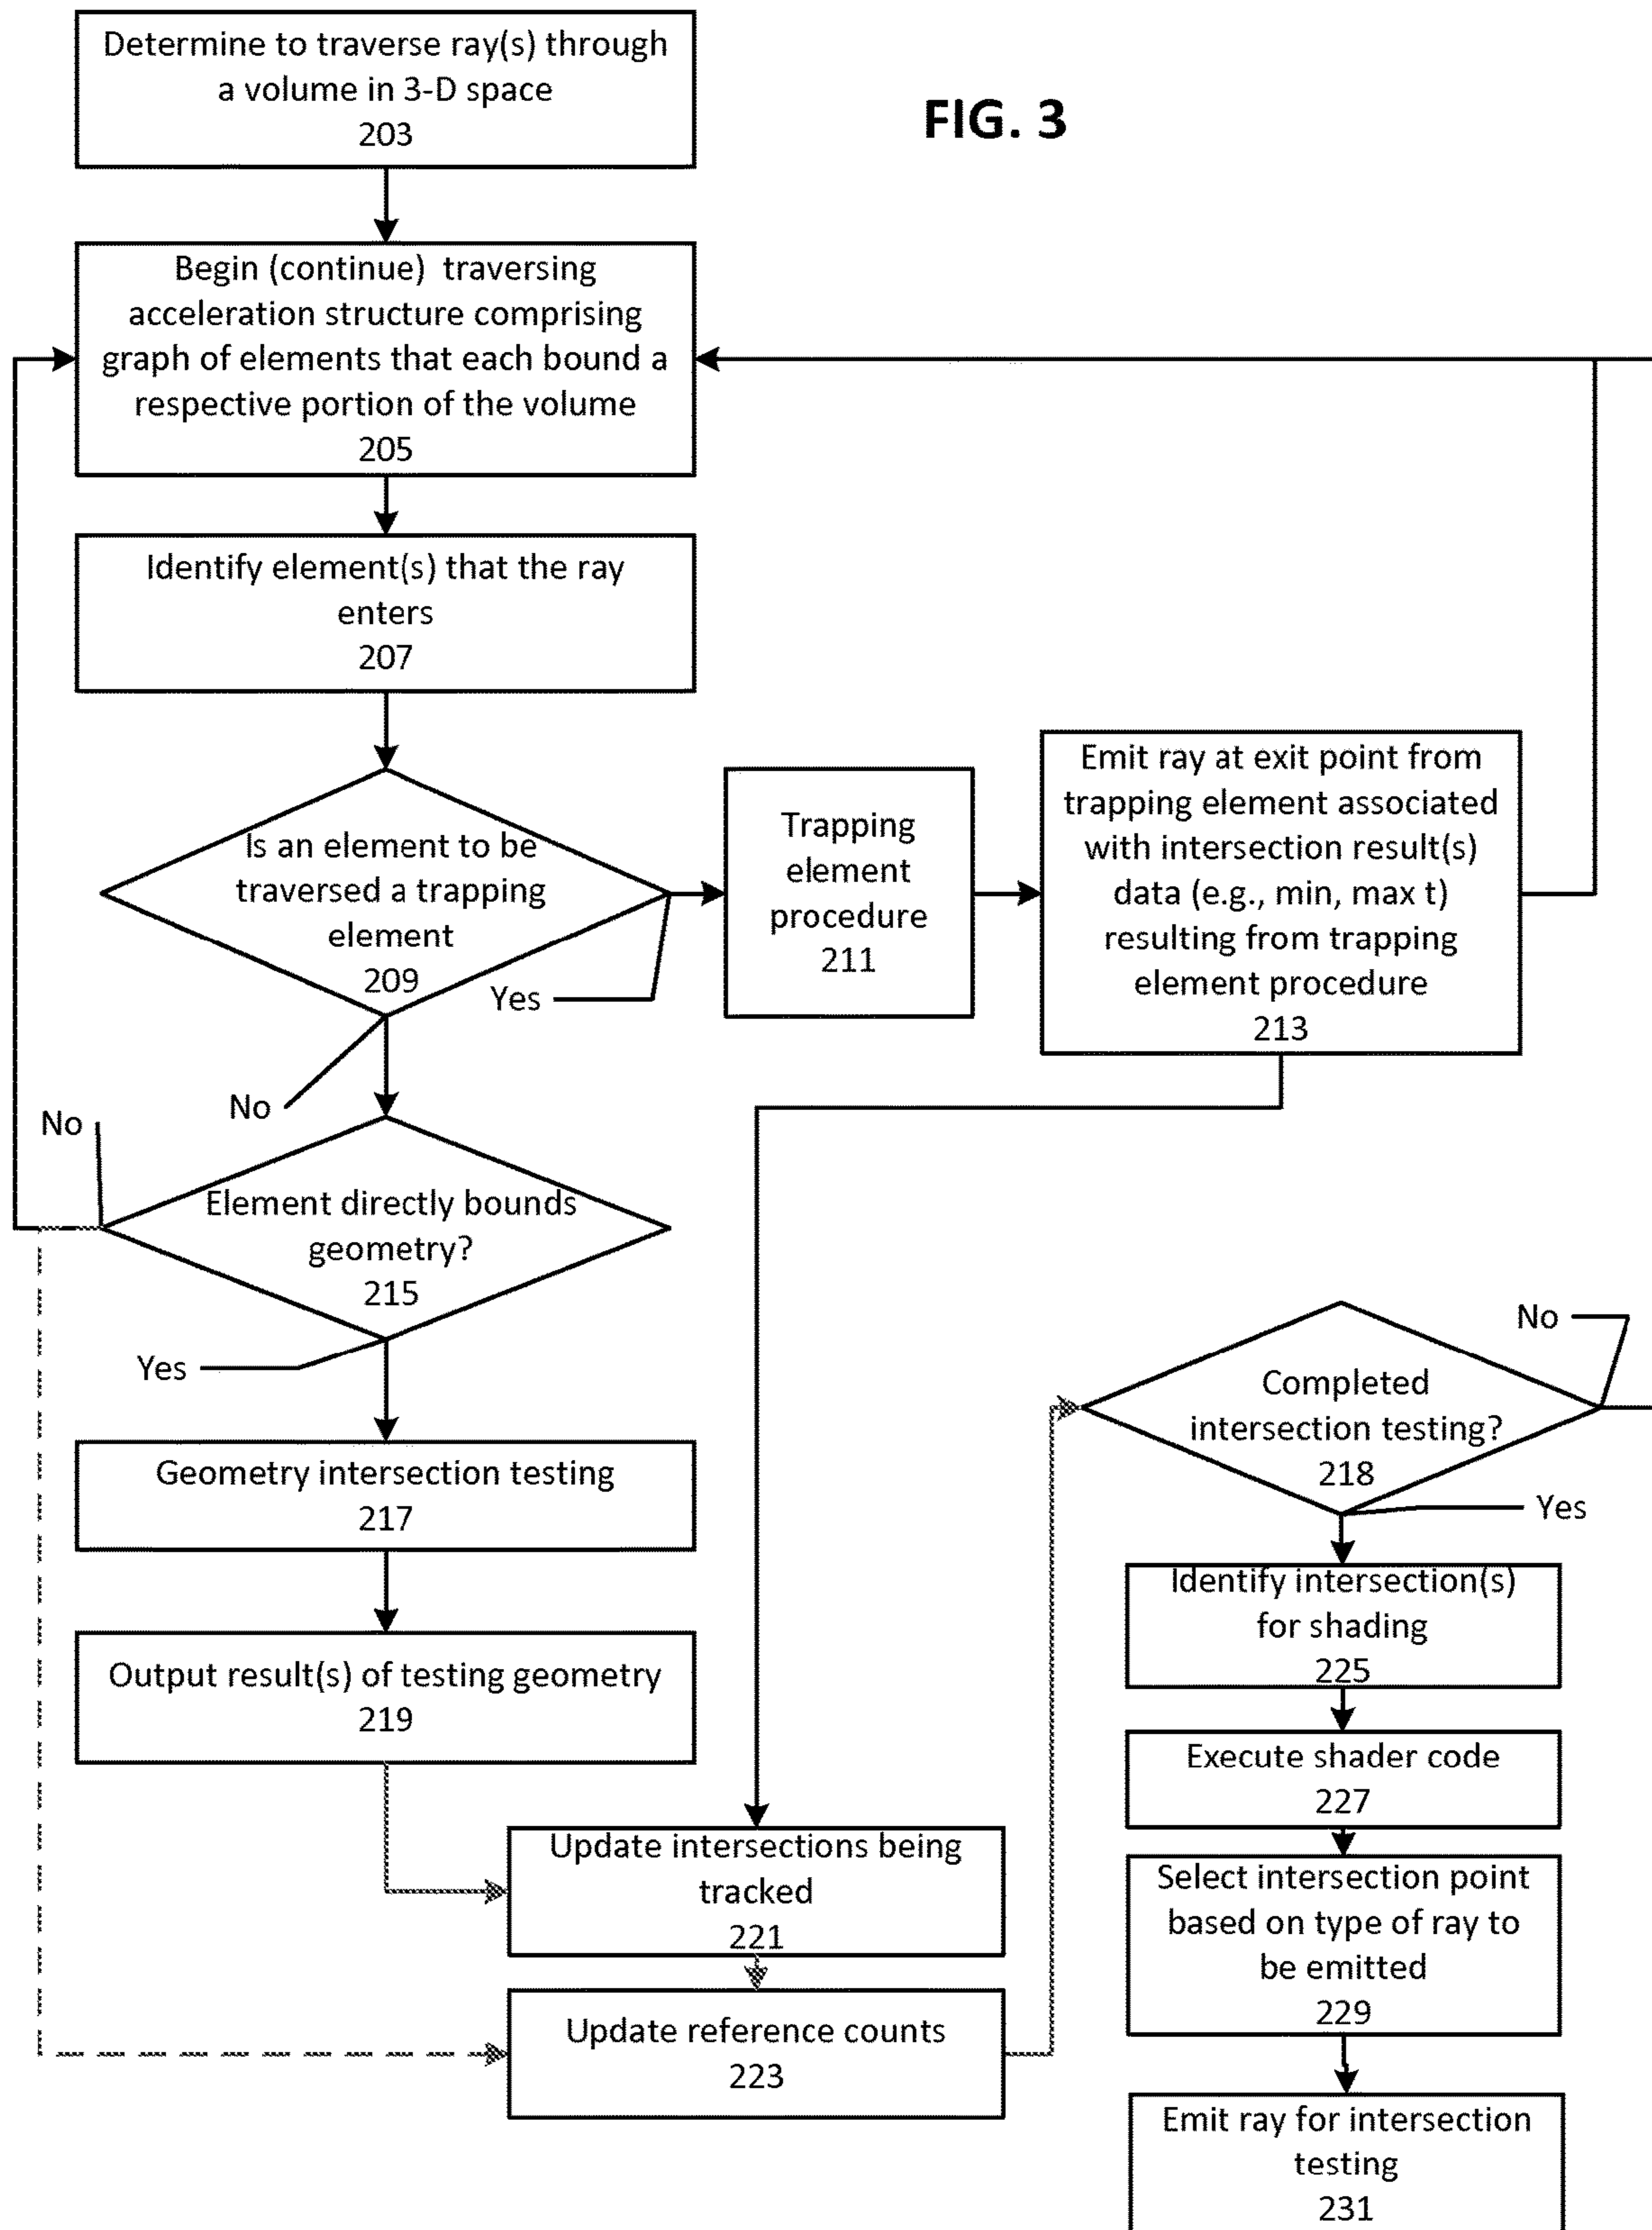 Determine to traverse ray(s) through
a volume in 3-D space
203
FIG. 3
Begin (continue) traversing
acceleration structure comprising
graph of elements that each bound a
respective portion of the volume
205
Identify element(s) that the ray
enters
207
Is an element to be
traversed a trapping
element
209
Yes
No
Trapping
element
procedure
211
Emit ray at exit point from
trapping element associated
with intersection result(s)
data (e.g., min, max t)
resulting from trapping
element procedure
213
No
Element directly bounds
geometry?
215
Yes
Geometry intersection testing
217
Output result(s) of testing geometry
219
Update intersections being
tracked
221
Update reference counts
223
No
Completed
intersection testing?
218
Yes
Identify intersection(s)
for shading
225
Execute shader code
227
Select intersection point
based on type of ray to
be emitted
229
Emit ray for intersection
testing
231